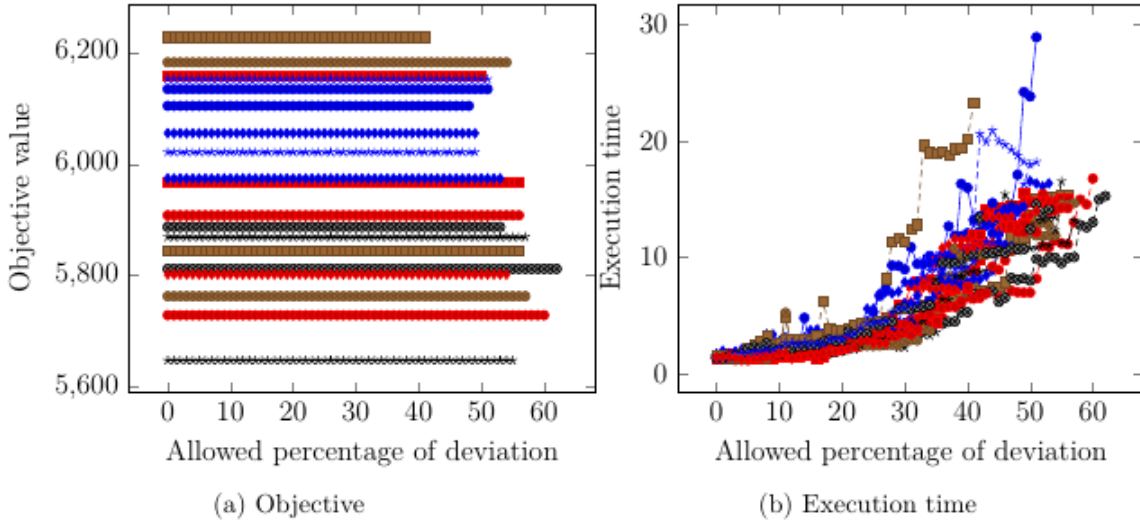 6,200
6,000
5,800
5,600
Objective value
0 10 20 30 40 50 60
Allowed percentage of deviation
(a) Objective
30
20
10
0
Execution time
0 10 20 30 40 50 60
Allowed percentage of deviation
(b) Execution time